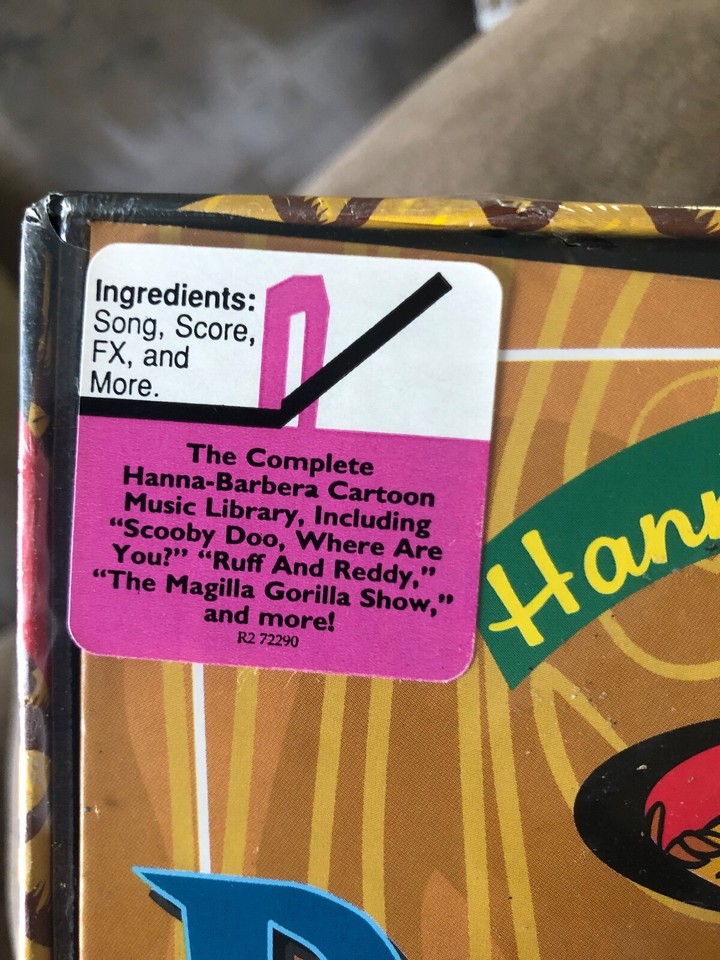 Ingredients:
Song, Score,
FX, and
More.
The Complete
Hanna-Barbera Cartoon
Music Library, Including
“Scooby Doo, Where Are
You?” “Ruff And Reddy,”
“The Magilla Gorilla Show,”
and more!
R2 72290